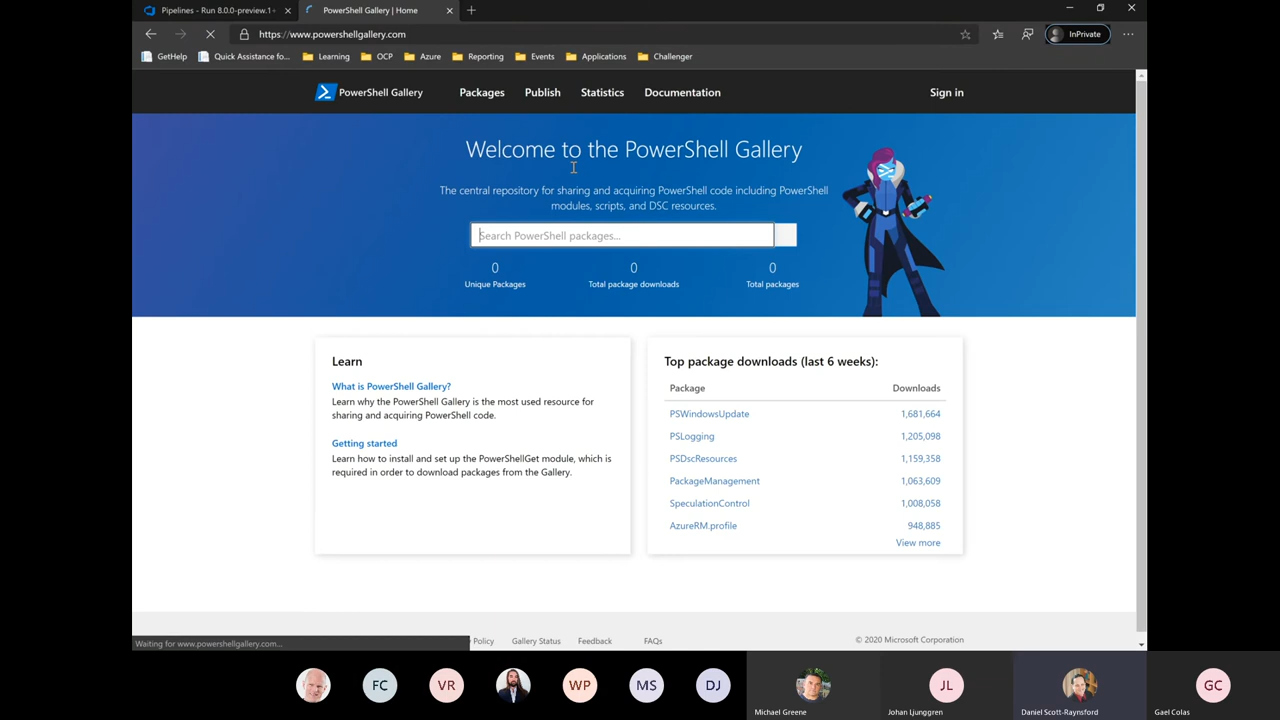 Pipelines - Run 8.0.0-preview.1+
PowerShell Gallery | Home
https://www.powershellgallery.com
InPrivate
GetHelp
Quick Assistance fo...
Learning
OCP
Azure
Reporting
Events
Applications
Challenger
PowerShell Gallery
Packages
Publish
Statistics
Documentation
Sign in
Welcome to the PowerShell Gallery
The central repository for sharing and acquiring PowerShell code including PowerShell
modules, scripts, and DSC resources.
Search PowerShell packages...
0
0
0
Unique Packages
Total package downloads
Total packages
Learn
What is PowerShell Gallery?
Learn why the PowerShell Gallery is the most used resource for
sharing and acquiring PowerShell code.
Getting started
Learn how to install and set up the PowerShellGet module, which is
required in order to download packages from the Gallery.
Top package downloads (last 6 weeks):
Package Downloads
PSWindowsUpdate 1,681,664
PSLogging 1,205,098
PSDscResources 1,159,358
PackageManagement 1,063,609
SpeculationControl 1,008,058
AzureRM.profile 948,885
View more
Waiting for www.powershellgallery.com...
Policy
Gallery Status
Feedback
FAQs
© 2020 Microsoft Corporation
FC
VR
WP
MS
DJ
JL
GC
Michael Greene
Johan Ljunggren
Daniel Scott-Raynsford
Gael Colas